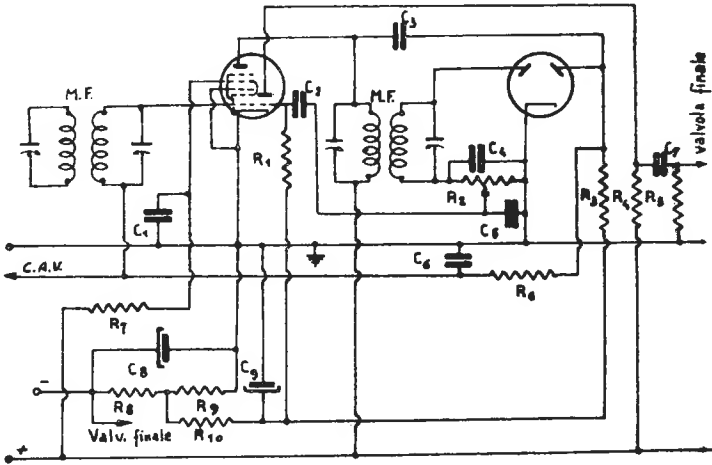 C3
M.F.
C2
M.F.
C4
C7
Valvola finale
R1
R2
R3
R4
R5
C1
C5
C.A.V.
C6
R6
R7
C8
C9
-
R8
R9
R10
Valv. finale
+